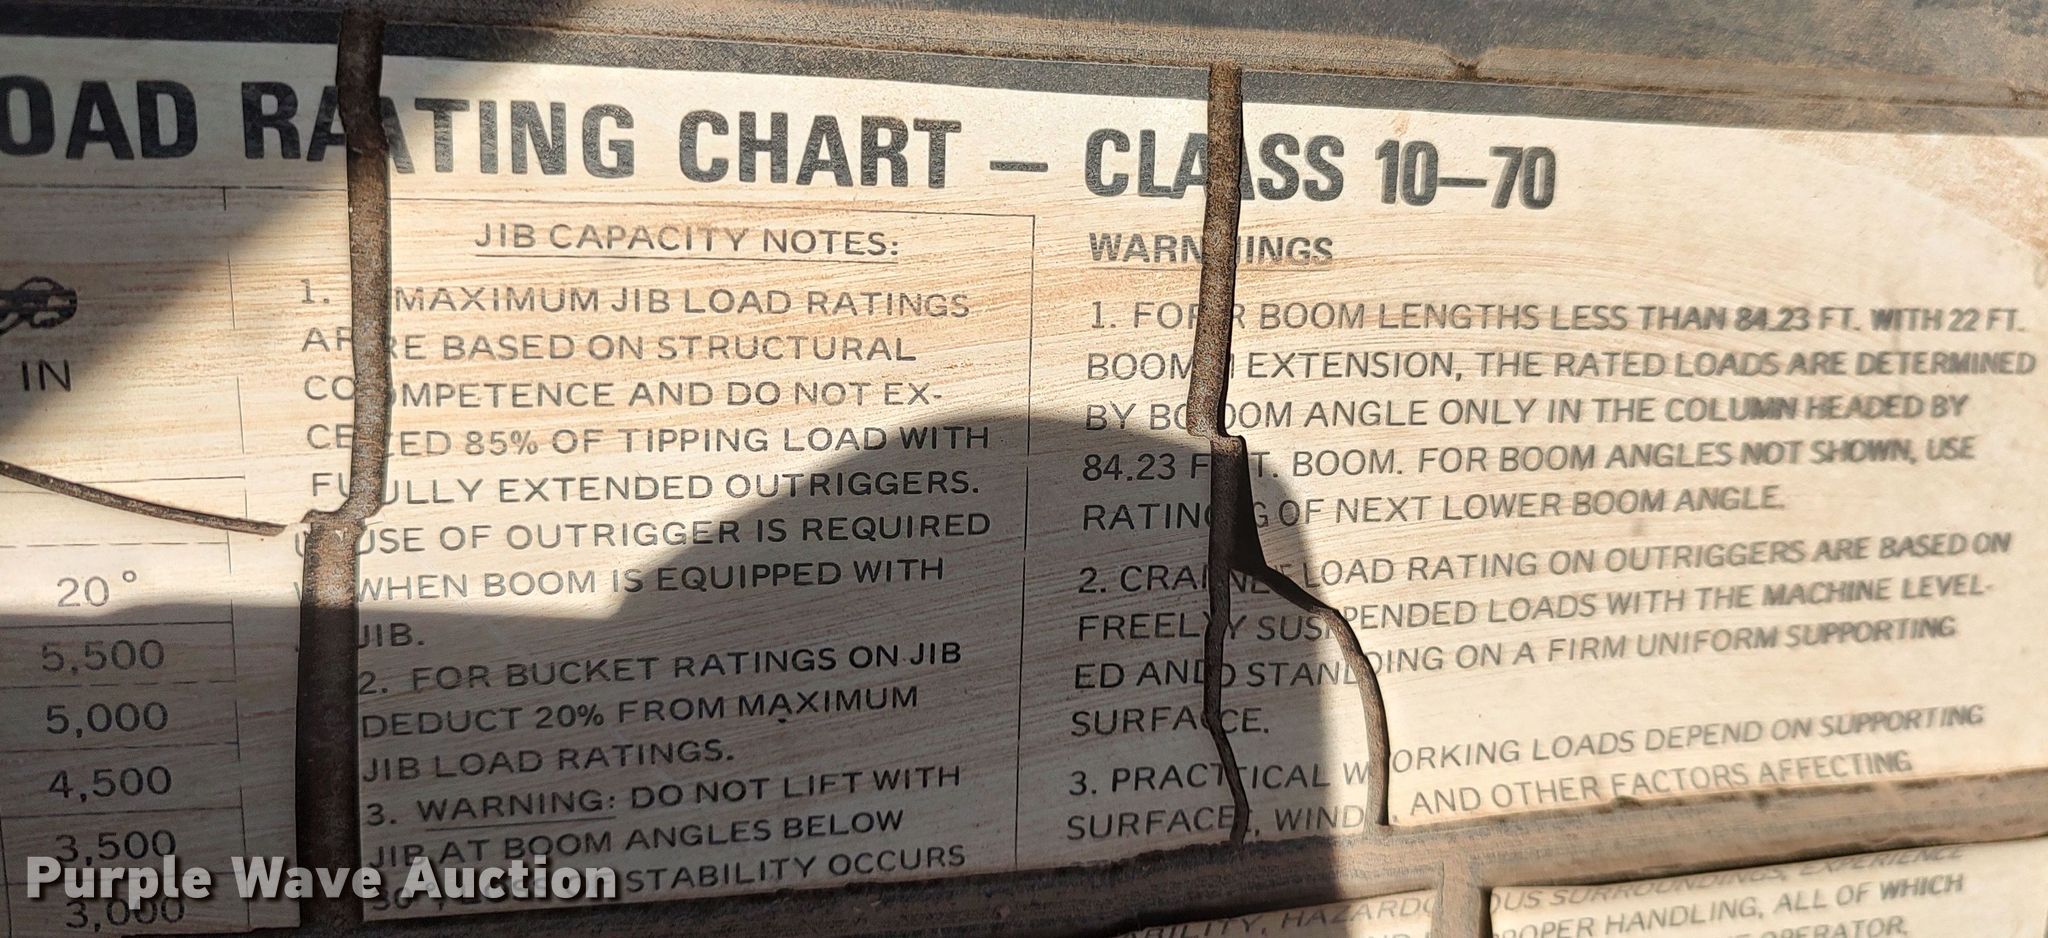 OAD RATING CHART – CLASS 10–70
IN
20°
5,500
5,000
4,500
3,500
3,000
JIB CAPACITY NOTES:
1. MAXIMUM JIB LOAD RATINGS
ARE BASED ON STRUCTURAL
COMPETENCE AND DO NOT EX-
CEED 85% OF TIPPING LOAD WITH
FULLY EXTENDED OUTRIGGERS.
USE OF OUTRIGGER IS REQUIRED
WHEN BOOM IS EQUIPPED WITH
JIB.
2. FOR BUCKET RATINGS ON JIB
DEDUCT 20% FROM MAXIMUM
JIB LOAD RATINGS.
3. WARNING: DO NOT LIFT WITH
JIB AT BOOM ANGLES BELOW
STABILITY OCCURS
WARNINGS
1. FOR BOOM LENGTHS LESS THAN 84.23 FT. WITH 22 FT.
BOOM EXTENSION, THE RATED LOADS ARE DETERMINED
BY BOOM ANGLE ONLY IN THE COLUMN HEADED BY
84.23 FT. BOOM. FOR BOOM ANGLES NOT SHOWN, USE
RATING OF NEXT LOWER BOOM ANGLE.
2. CRANE LOAD RATING ON OUTRIGGERS ARE BASED ON
FREELY SUSPENDED LOADS WITH THE MACHINE LEVEL-
ED AND STANDING ON A FIRM UNIFORM SUPPORTING
SURFACE.
3. PRACTICAL WORKING LOADS DEPEND ON SUPPORTING
SURFACE, WIND, AND OTHER FACTORS AFFECTING
SURROUNDINGS, EXPERIENCE
HANDLING, ALL OF WHICH
OPERATOR,
Purple Wave Auction